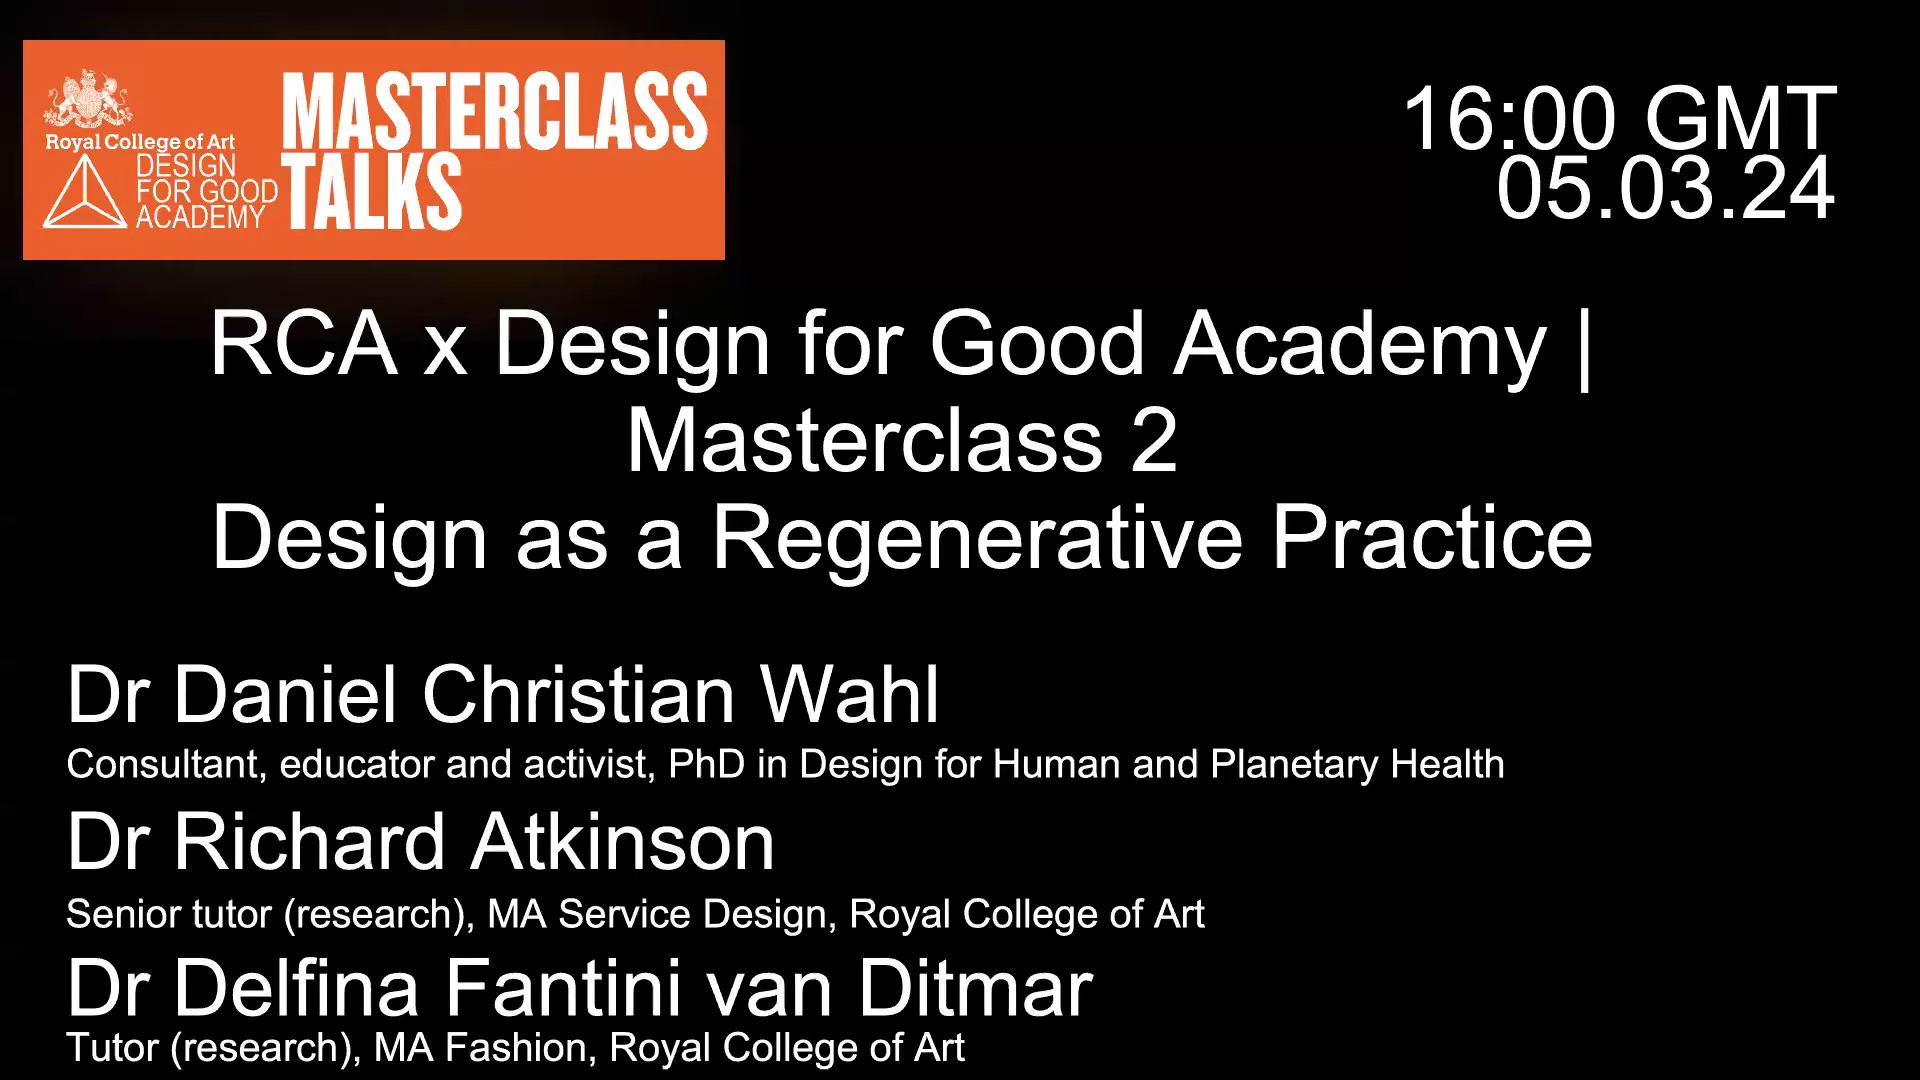 Royal College of Art
DESIGN
FOR GOOD
ACADEMY
MASTERCLASS
TALKS
16:00 GMT
05.03.24
RCA x Design for Good Academy |
Masterclass 2
Design as a Regenerative Practice
Dr Daniel Christian Wahl
Consultant, educator and activist, PhD in Design for Human and Planetary Health
Dr Richard Atkinson
Senior tutor (research), MA Service Design, Royal College of Art
Dr Delfina Fantini van Ditmar
Tutor (research), MA Fashion, Royal College of Art